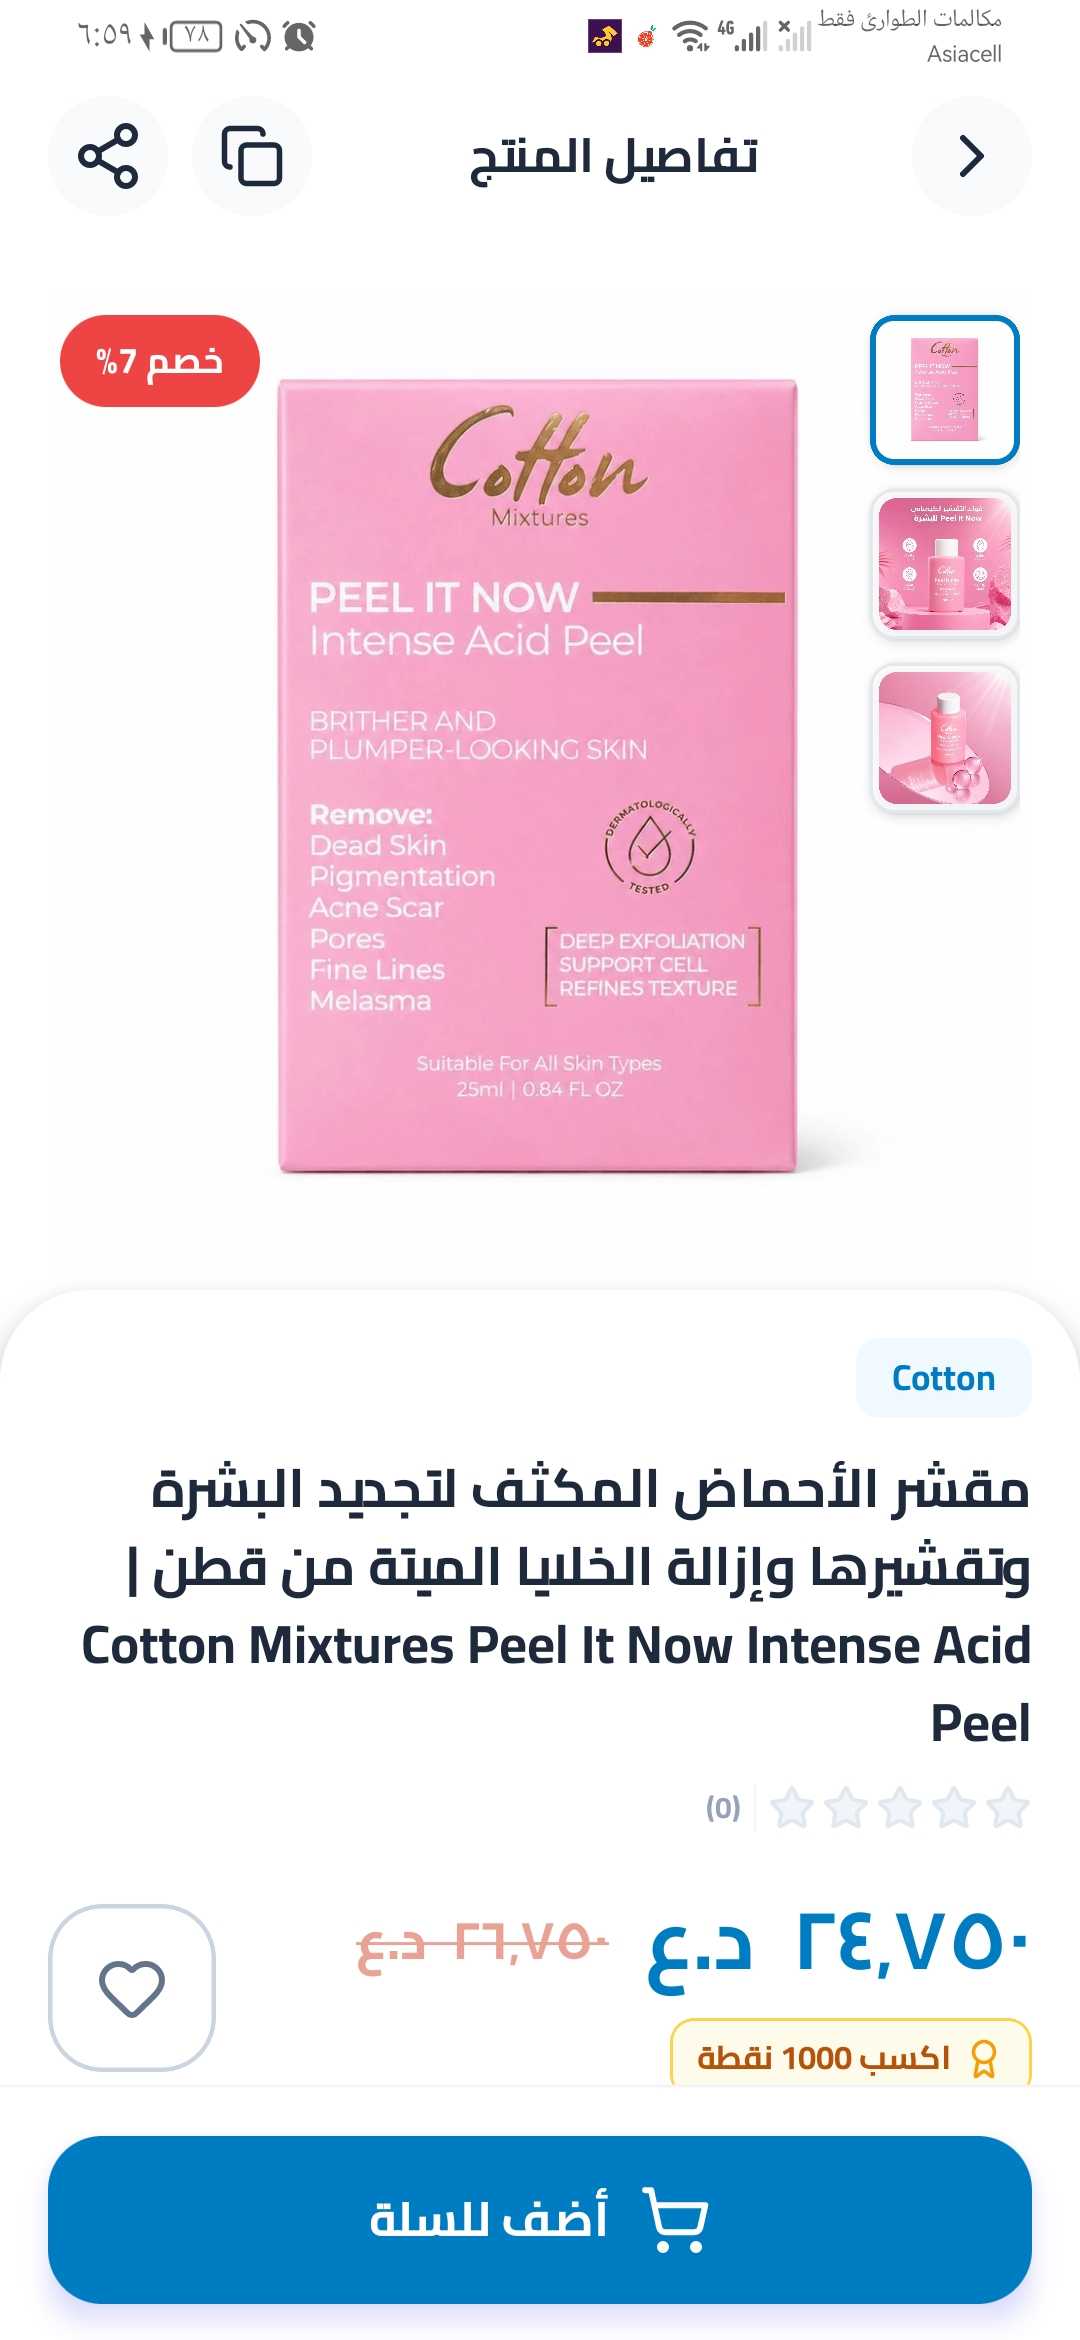 مكالمات الطوارئ فقط
Asiacell
4G
٧٨
٦:٥٩
تفاصيل المنتج
خصم 7%
Cotton
Mixtures
PEEL IT NOW
Intense Acid Peel
BRITHER AND
PLUMPER-LOOKING SKIN
Remove:
Dead Skin
Pigmentation
Acne Scar
Pores
Fine Lines
Melasma
DERMATOLOGICALLY
TESTED
DEEP EXFOLIATION
SUPPORT CELL
REFINES TEXTURE
Suitable For All Skin Types
25ml | 0.84 FL OZ
Cotton
مقشر الأحماض المكثف لتجديد البشرة
وتقشيرها وإزالة الخلايا الميتة من قطن |
Cotton Mixtures Peel It Now Intense Acid
Peel
(0)
٢٤,٧٥٠ د.ع
٢٦,٧٥٠ د.ع
اكسب 1000 نقطة
أضف للسلة